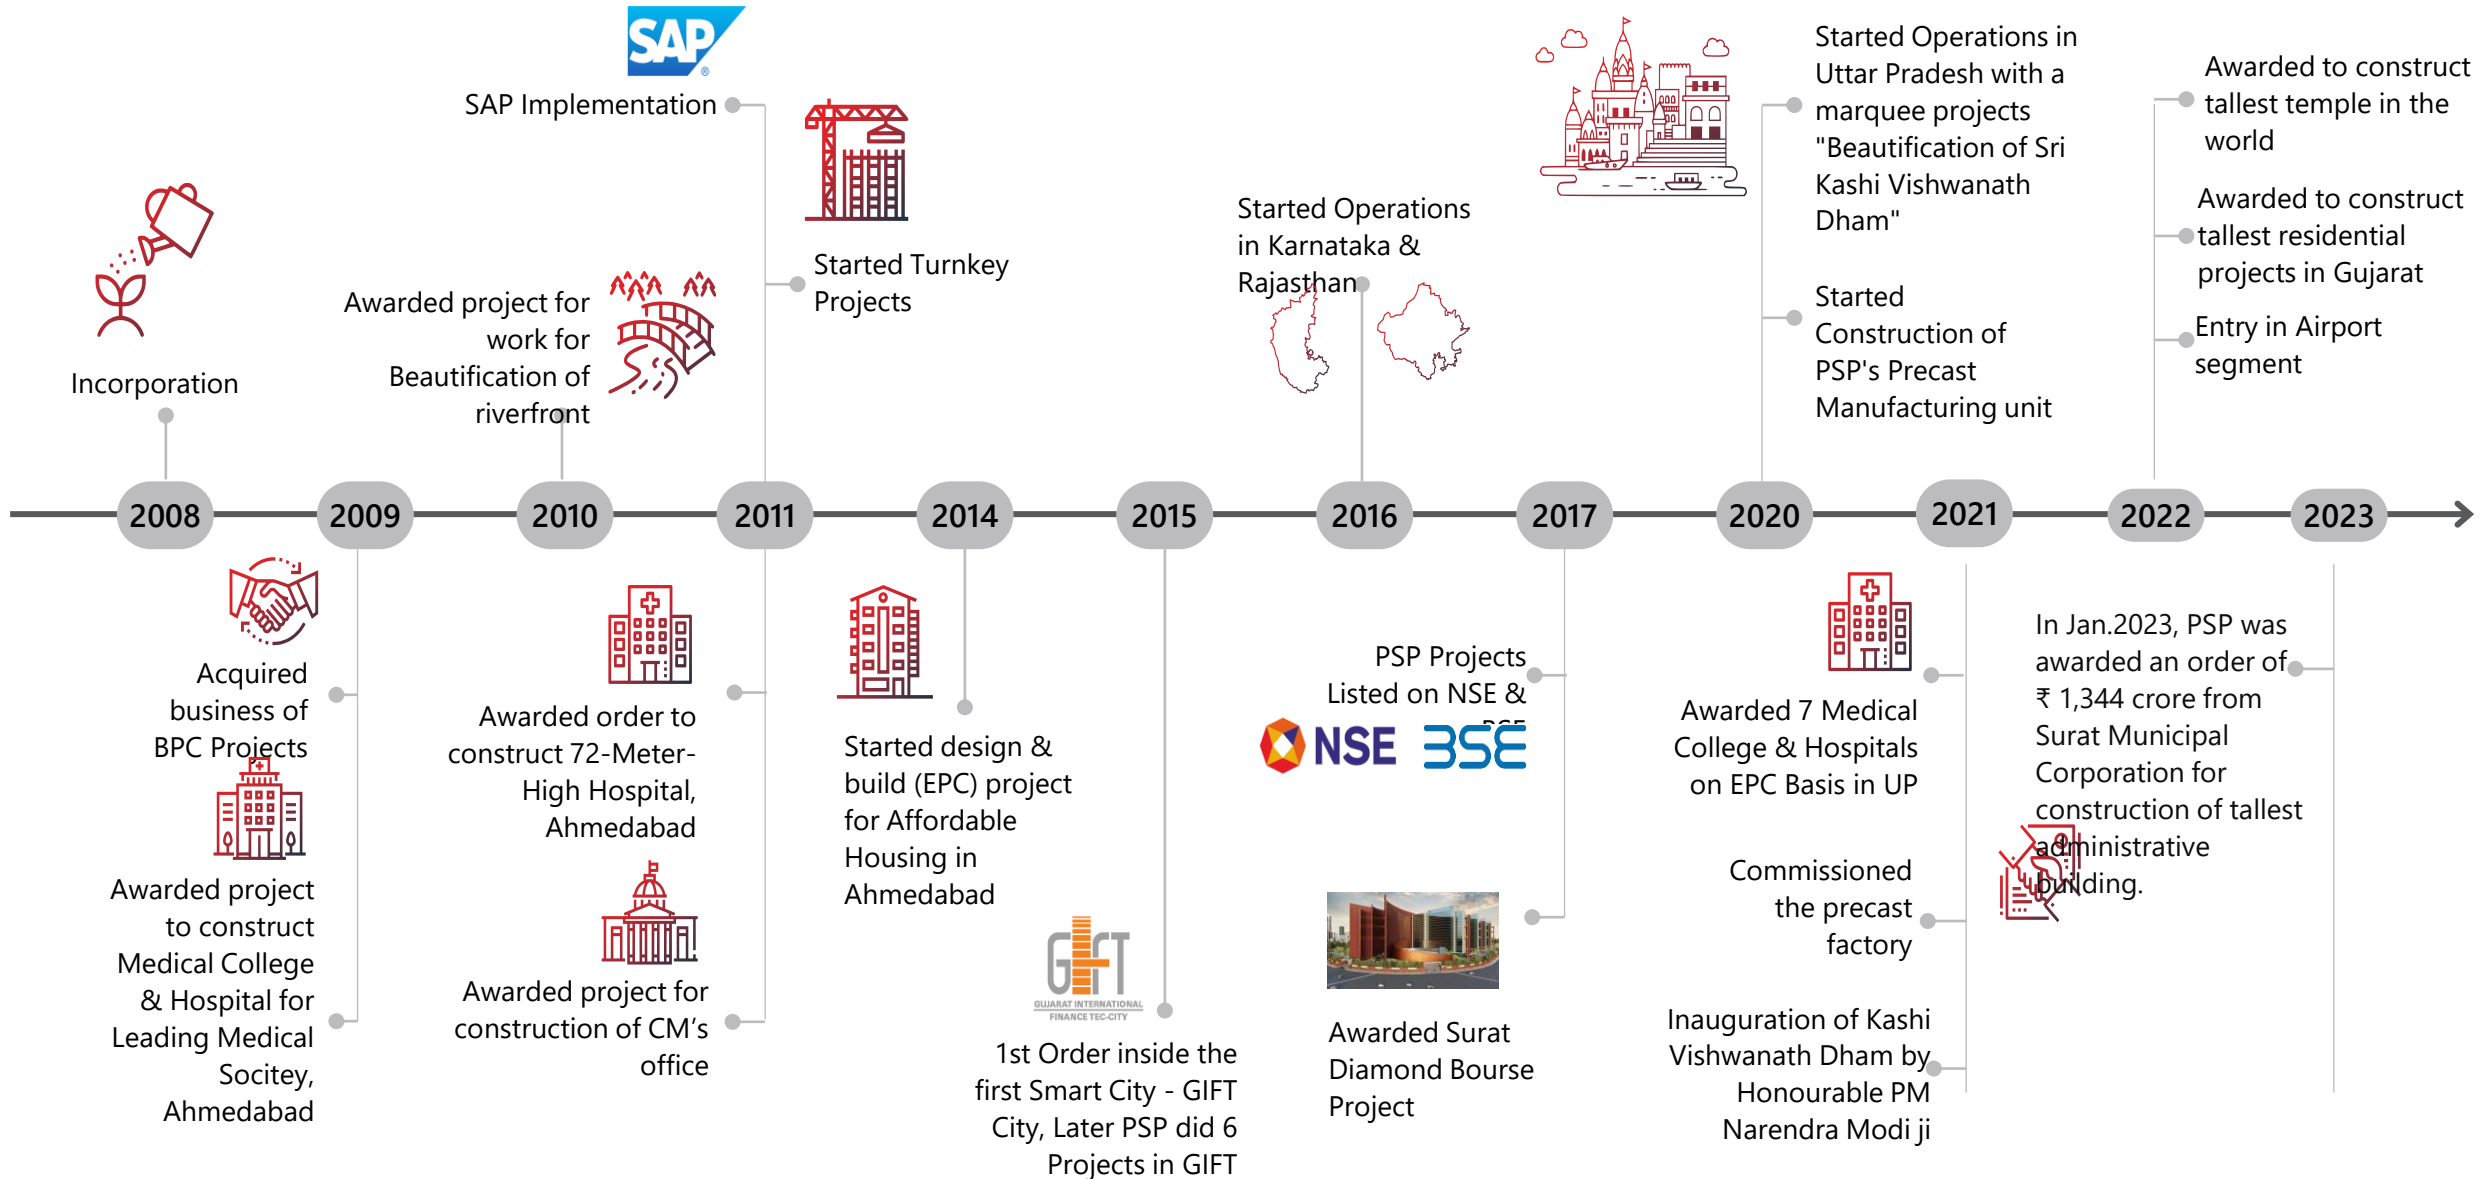 SAP
®
SAP Implementation
Started Turnkey
Projects
Incorporation
Awarded project for
work for
Beautification of
riverfront
Started Operations
in Karnataka &
Rajasthan
Started Operations in
Uttar Pradesh with a
marquee projects
"Beautification of Sri
Kashi Vishwanath
Dham"
Started
Construction of
PSP's Precast
Manufacturing unit
Awarded to construct
tallest temple in the
world
Awarded to construct
tallest residential
projects in Gujarat
Entry in Airport
segment
2008
2009
2010
2011
2014
2015
2016
2017
2020
2021
2022
2023
Acquired
business of
BPC Projects
Awarded project
to construct
Medical College
& Hospital for
Leading Medical
Socitey,
Ahmedabad
Awarded order to
construct 72-Meter-
High Hospital,
Ahmedabad
Awarded project for
construction of CM’s
office
Started design &
build (EPC) project
for Affordable
Housing in
Ahmedabad
GIFT
GUJARAT INTERNATIONAL
FINANCE TEC-CITY
1st Order inside the
first Smart City - GIFT
City, Later PSP did 6
Projects in GIFT
PSP Projects
Listed on NSE &
BSE
NSE
BSE
Awarded Surat
Diamond Bourse
Project
Awarded 7 Medical
College & Hospitals
on EPC Basis in UP
Commissioned
the precast
factory
Inauguration of Kashi
Vishwanath Dham by
Honourable PM
Narendra Modi ji
In Jan.2023, PSP was
awarded an order of
₹ 1,344 crore from
Surat Municipal
Corporation for
construction of tallest
administrative
building.